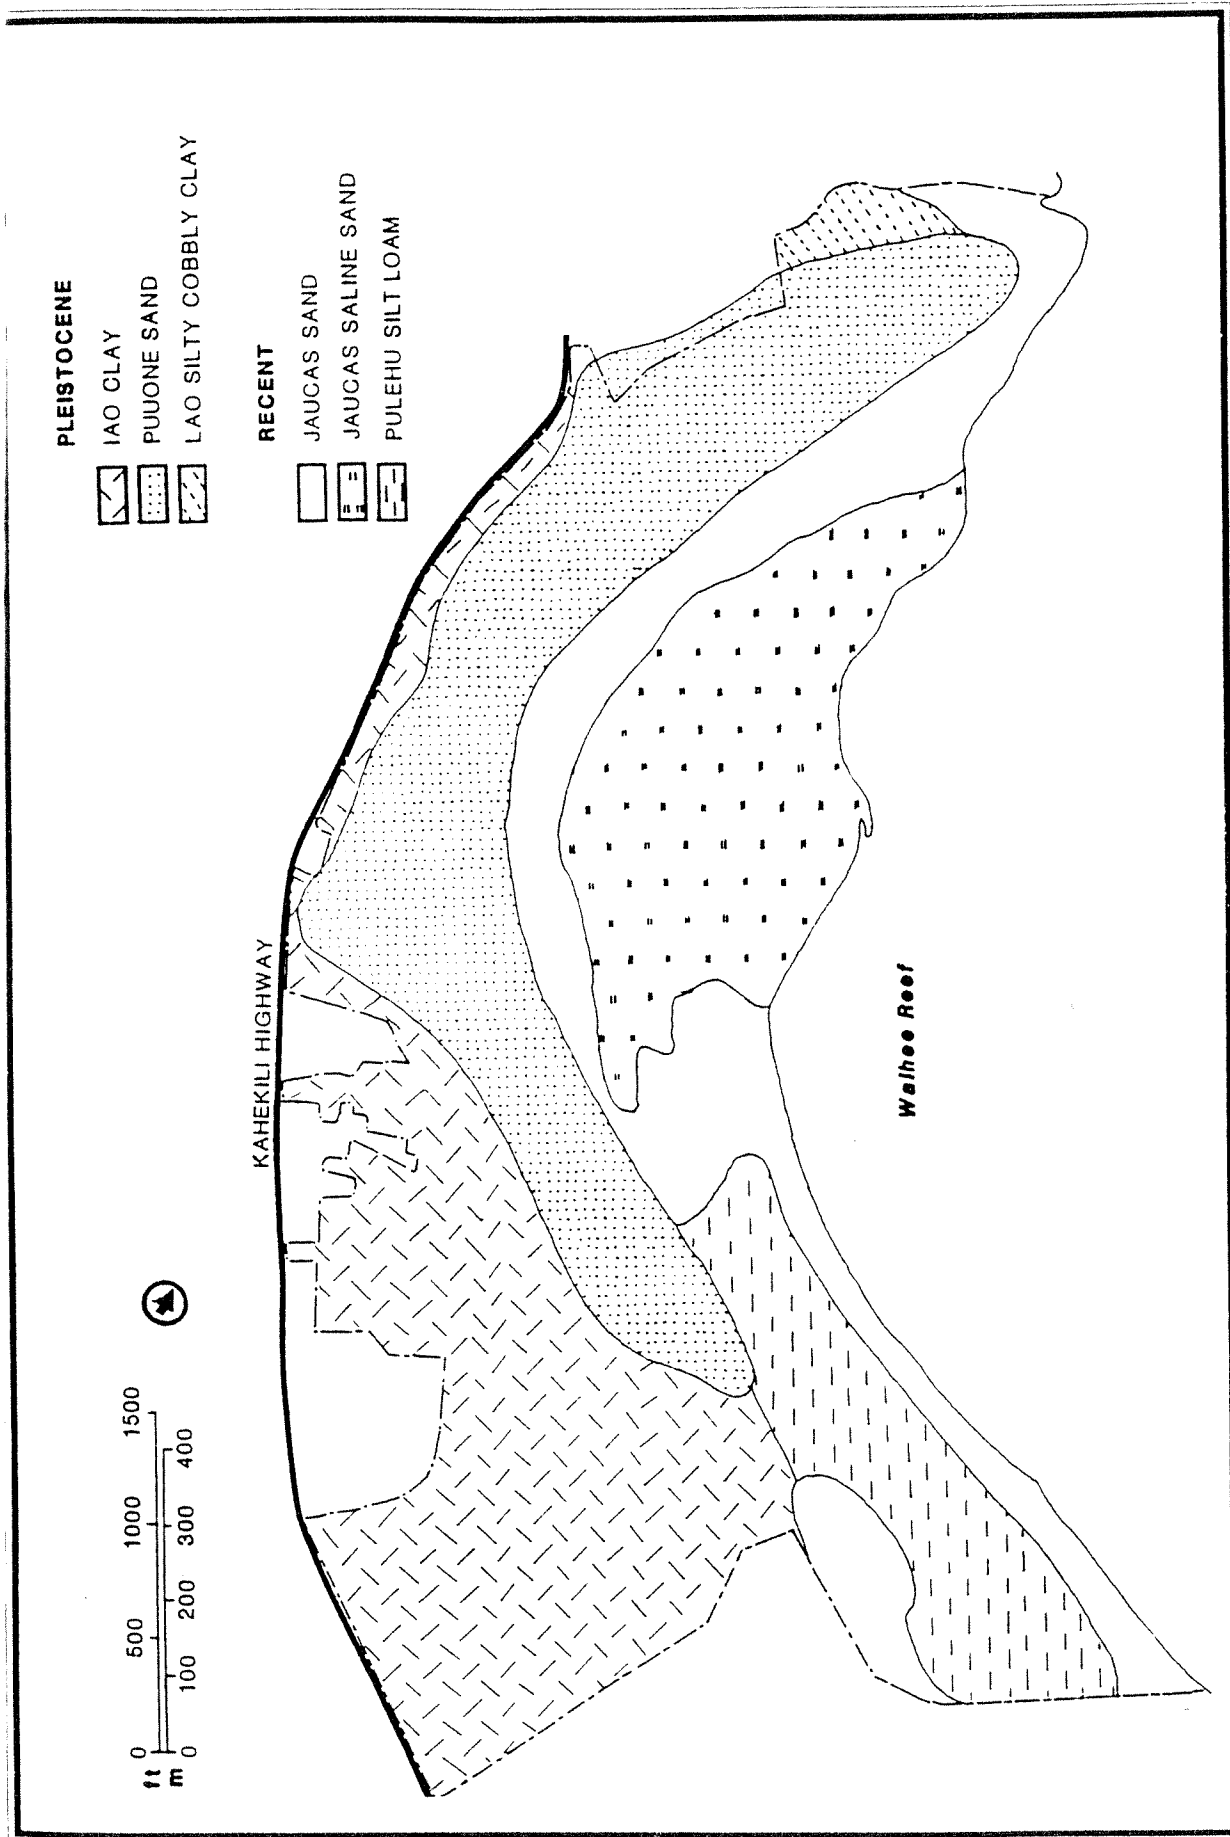 PLEISTOCENE
IAO CLAY
PUUONE SAND
LAO SILTY COBBLY CLAY
RECENT
JAUCAS SAND
JAUCAS SALINE SAND
PULEHU SILT LOAM
KAHEKILI HIGHWAY
Waihee Reef
ft 0 500 1000 1500
m 0 100 200 300 400